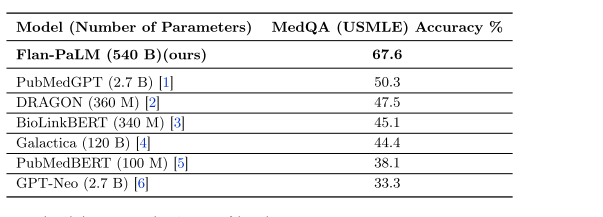 Model (Number of Parameters) MedQA (USMLE) Accuracy %
Flan-PaLM (540 B)(ours) 67.6
PubMedGPT (2.7 B) [1] 50.3
DRAGON (360 M) [2] 47.5
BioLinkBERT (340 M) [3] 45.1
Galactica (120 B) [4] 44.4
PubMedBERT (100 M) [5] 38.1
GPT-Neo (2.7 B) [6] 33.3